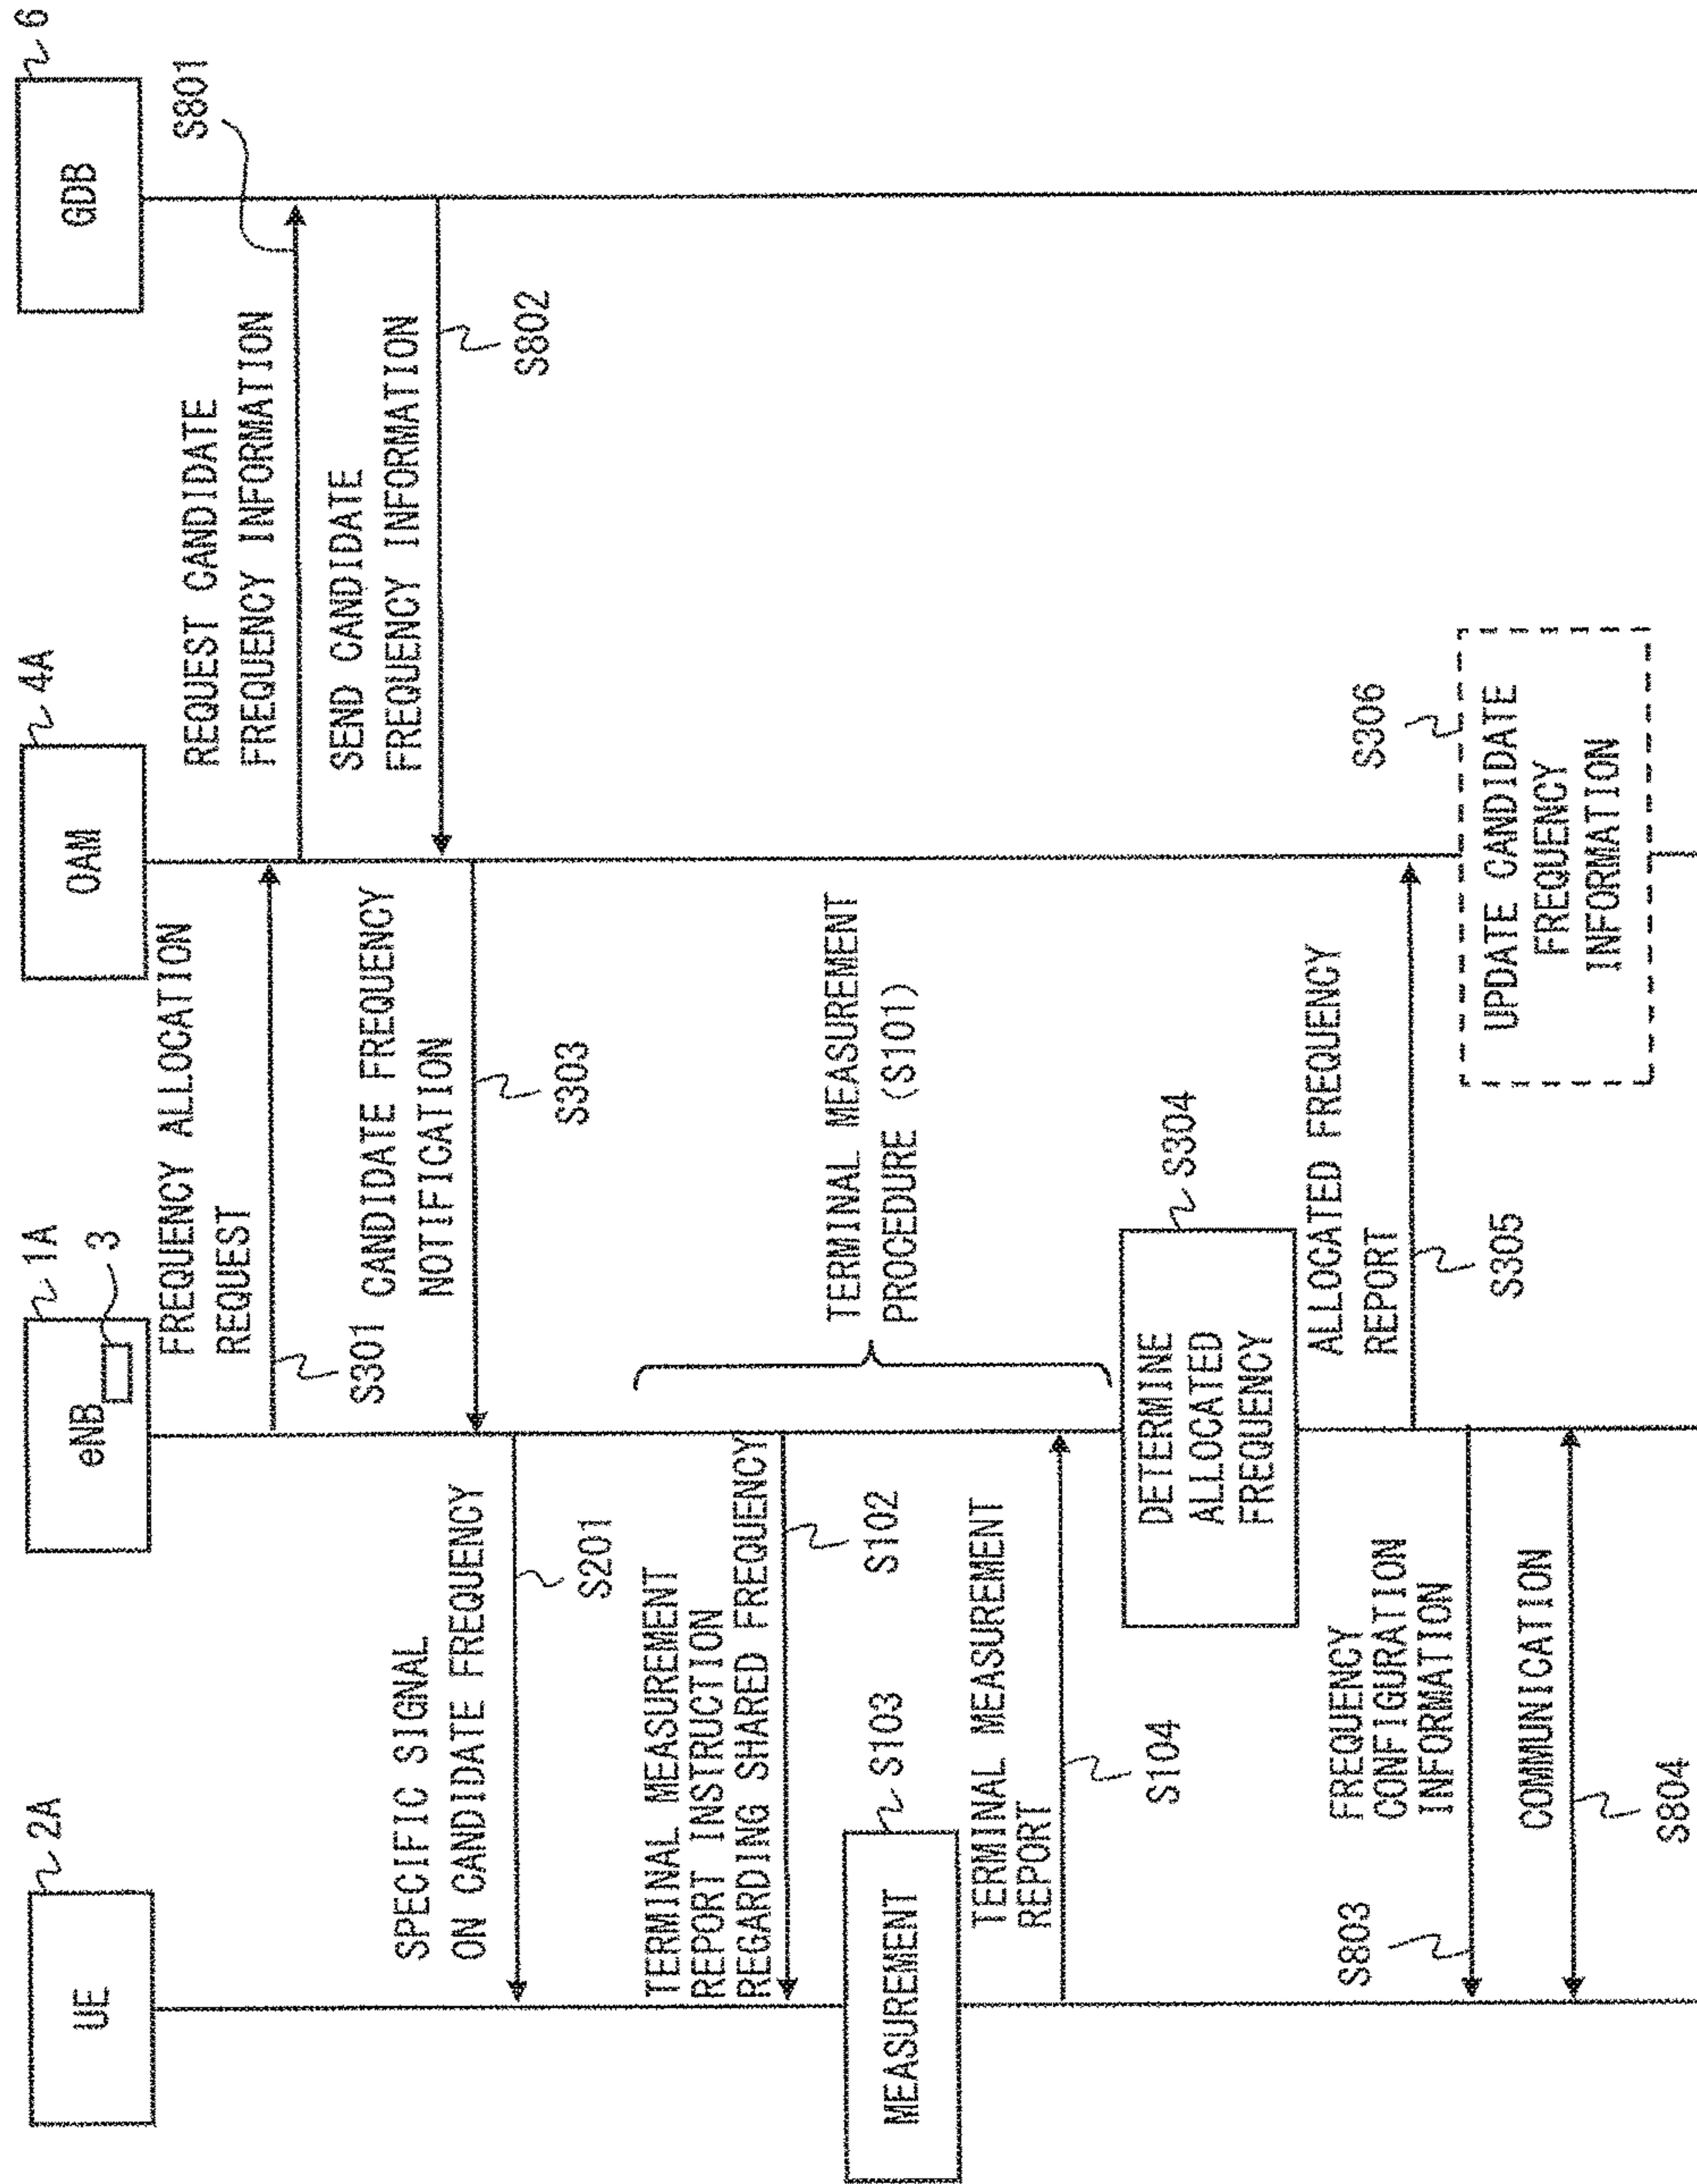 UE
2A
eNB
1A
3
OAM
4A
GDB
6
FREQUENCY ALLOCATION
REQUEST
S301
REQUEST CANDIDATE
FREQUENCY INFORMATION
S801
SEND CANDIDATE
FREQUENCY INFORMATION
S802
CANDIDATE FREQUENCY
NOTIFICATION
S303
SPECIFIC SIGNAL
ON CANDIDATE FREQUENCY
S201
TERMINAL MEASUREMENT
REPORT INSTRUCTION
REGARDING SHARED FREQUENCY
S102
TERMINAL MEASUREMENT
PROCEDURE (S101)
MEASUREMENT
S103
TERMINAL MEASUREMENT
REPORT
S104
DETERMINE
ALLOCATED
FREQUENCY
S304
ALLOCATED FREQUENCY
REPORT
S305
UPDATE CANDIDATE
FREQUENCY
INFORMATION
S306
FREQUENCY
CONFIGURATION
INFORMATION
S803
COMMUNICATION
S804